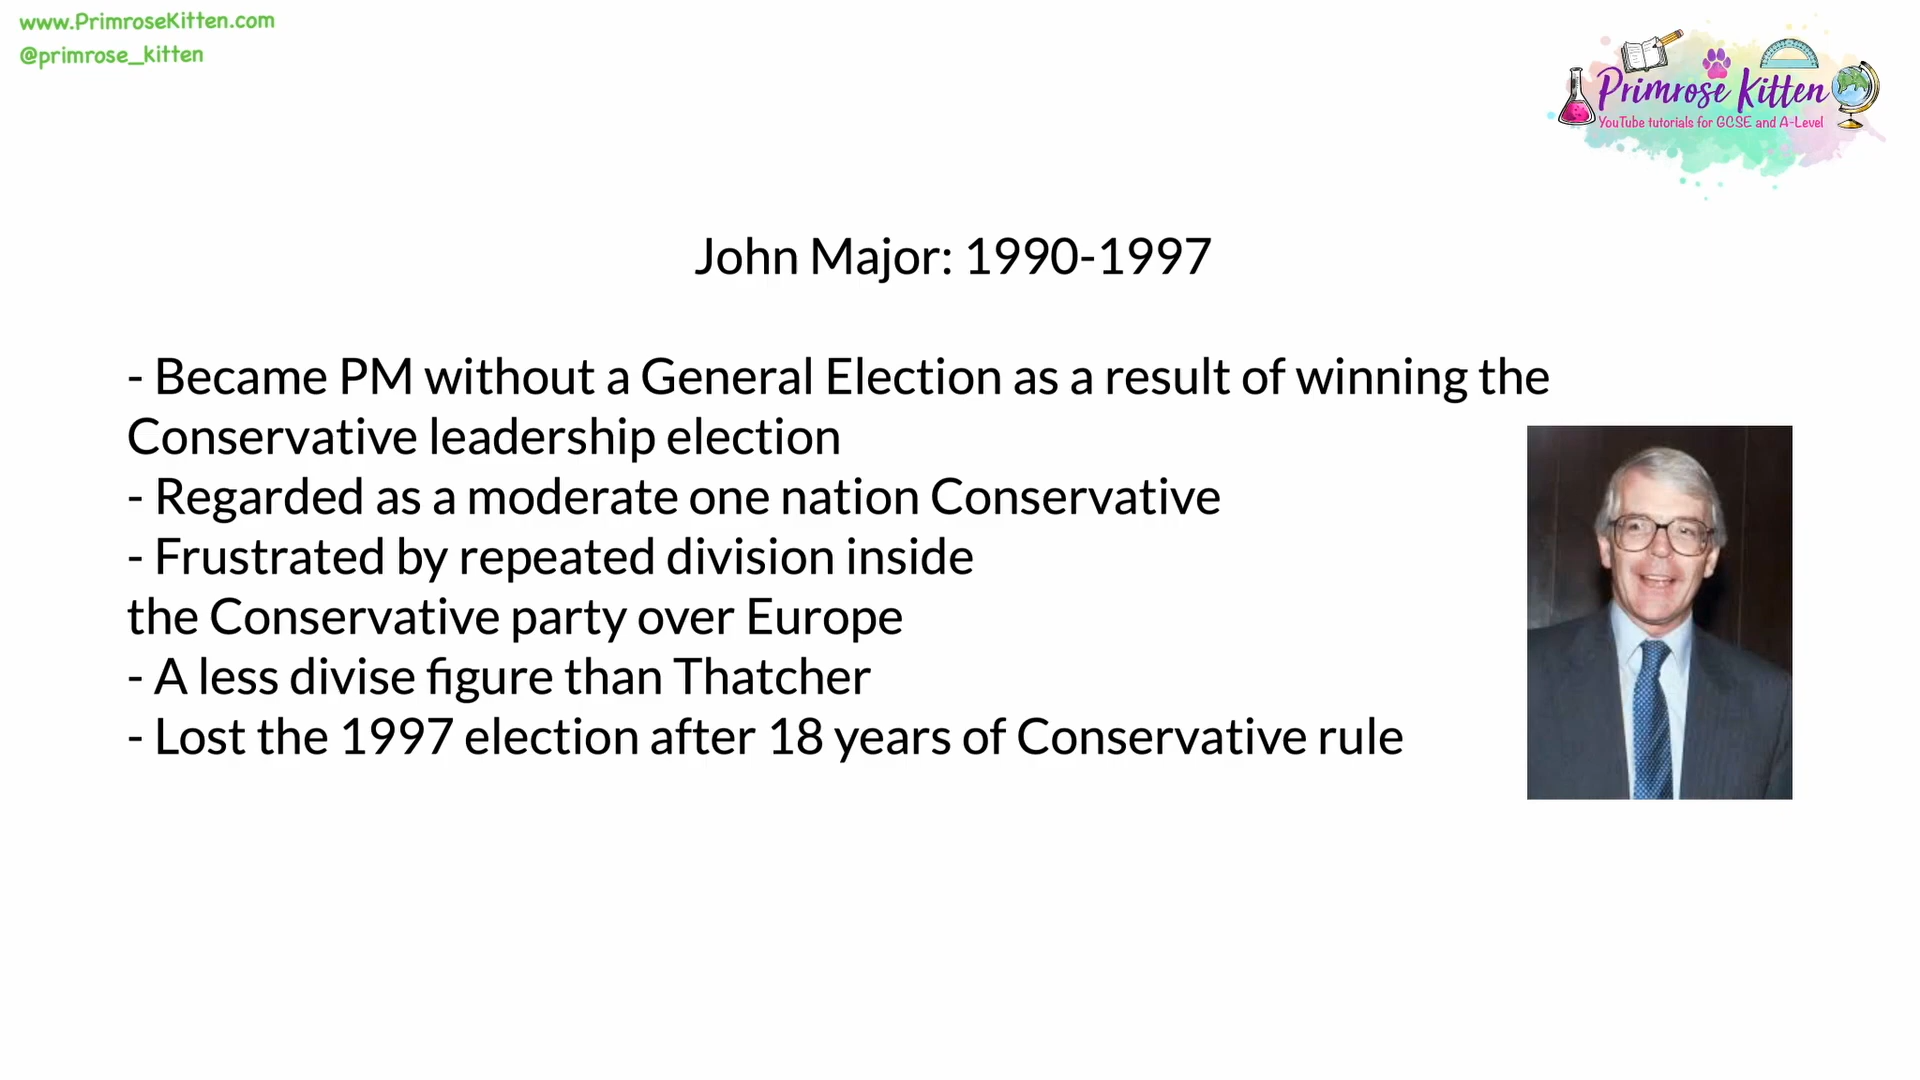 www.PrimroseKitten.com
@primrose_kitten
Primrose Kitten
YouTube tutorials for GCSE and A-Level
John Major: 1990-1997
- Became PM without a General Election as a result of winning the
Conservative leadership election
- Regarded as a moderate one nation Conservative
- Frustrated by repeated division inside
the Conservative party over Europe
- A less divise figure than Thatcher
- Lost the 1997 election after 18 years of Conservative rule